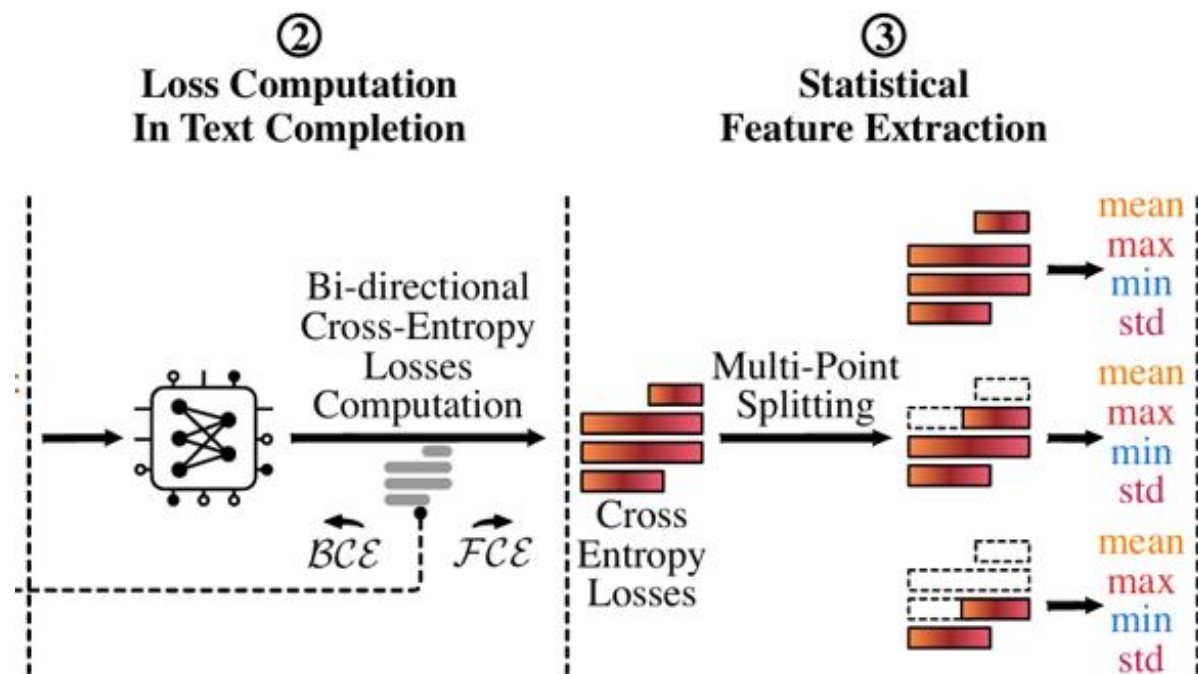 ②
Loss Computation
In Text Completion
Bi-directional
Cross-Entropy
Losses
Computation
BCE
FCE
③
Statistical
Feature Extraction
Cross
Entropy
Losses
Multi-Point
Splitting
mean
max
min
std
mean
max
min
std
mean
max
min
std